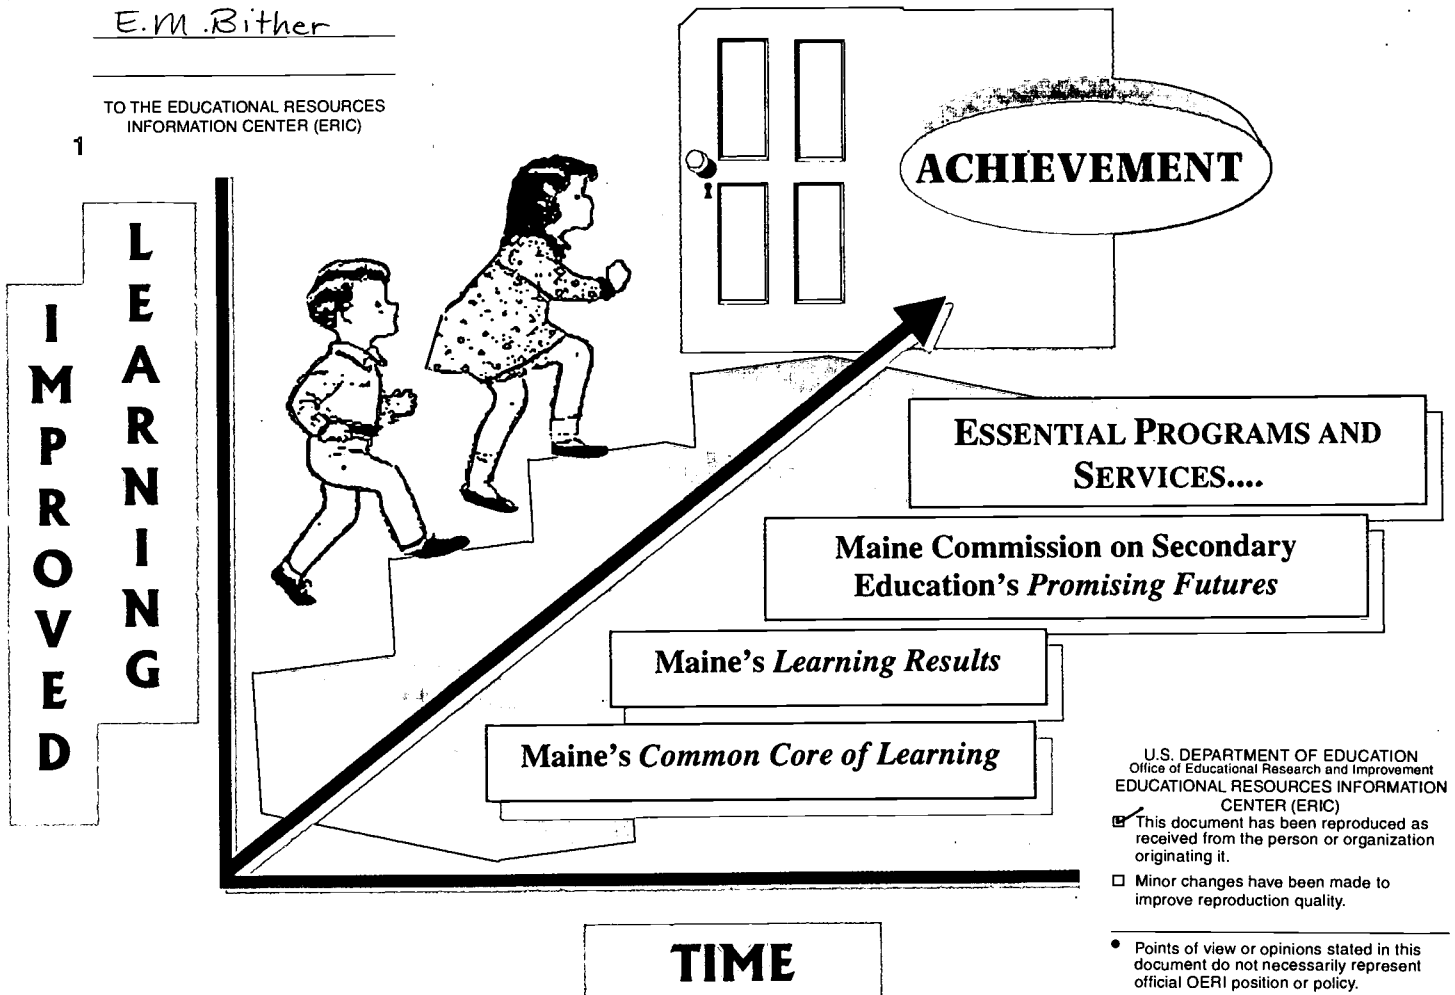 E.M.Bither
TO THE EDUCATIONAL RESOURCES
INFORMATION CENTER (ERIC)
1
ACHIEVEMENT
IMPROVED
LEARNING
ESSENTIAL PROGRAMS AND
SERVICES....
Maine Commission on Secondary
Education's Promising Futures
Maine's Learning Results
Maine's Common Core of Learning
TIME
U.S. DEPARTMENT OF EDUCATION
Office of Educational Research and Improvement
EDUCATIONAL RESOURCES INFORMATION
CENTER (ERIC)
This document has been reproduced as
received from the person or organization
originating it.
Minor changes have been made to
improve reproduction quality.
Points of view or opinions stated in this
document do not necessarily represent
official OERI position or policy.